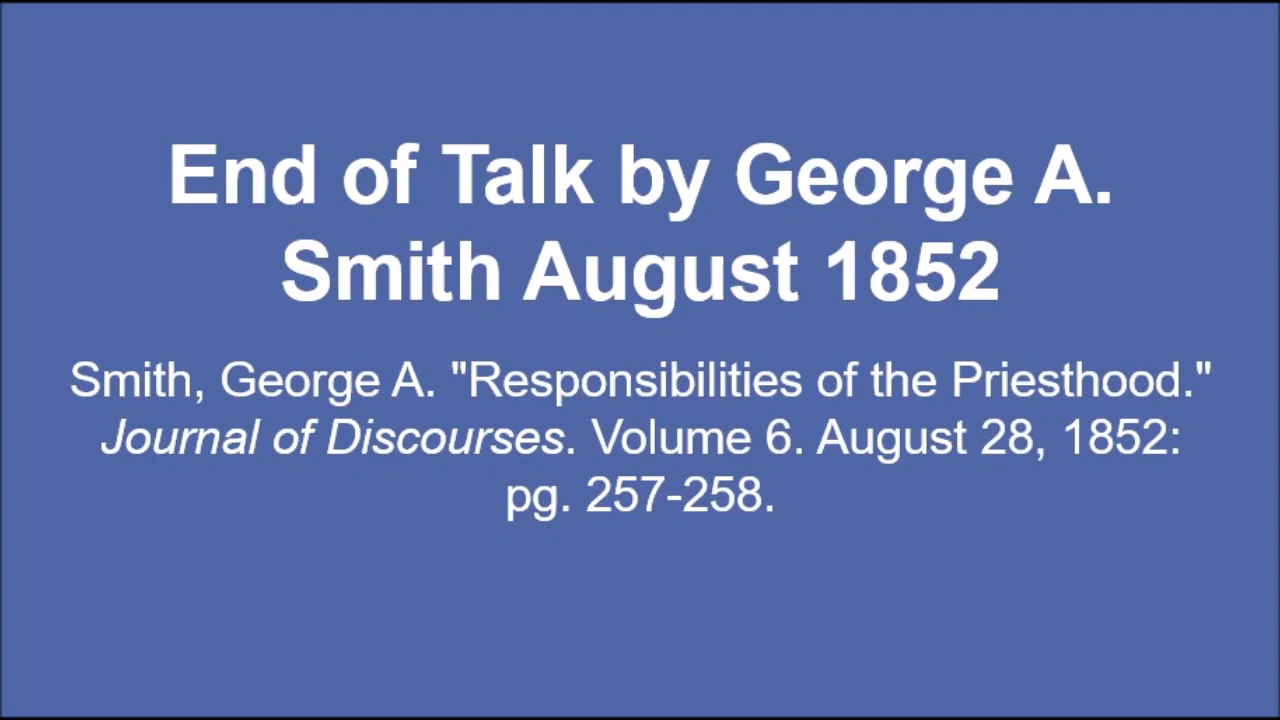 End of Talk by George A.
Smith August 1852
Smith, George A. "Responsibilities of the Priesthood."
Journal of Discourses. Volume 6. August 28, 1852:
pg. 257-258.